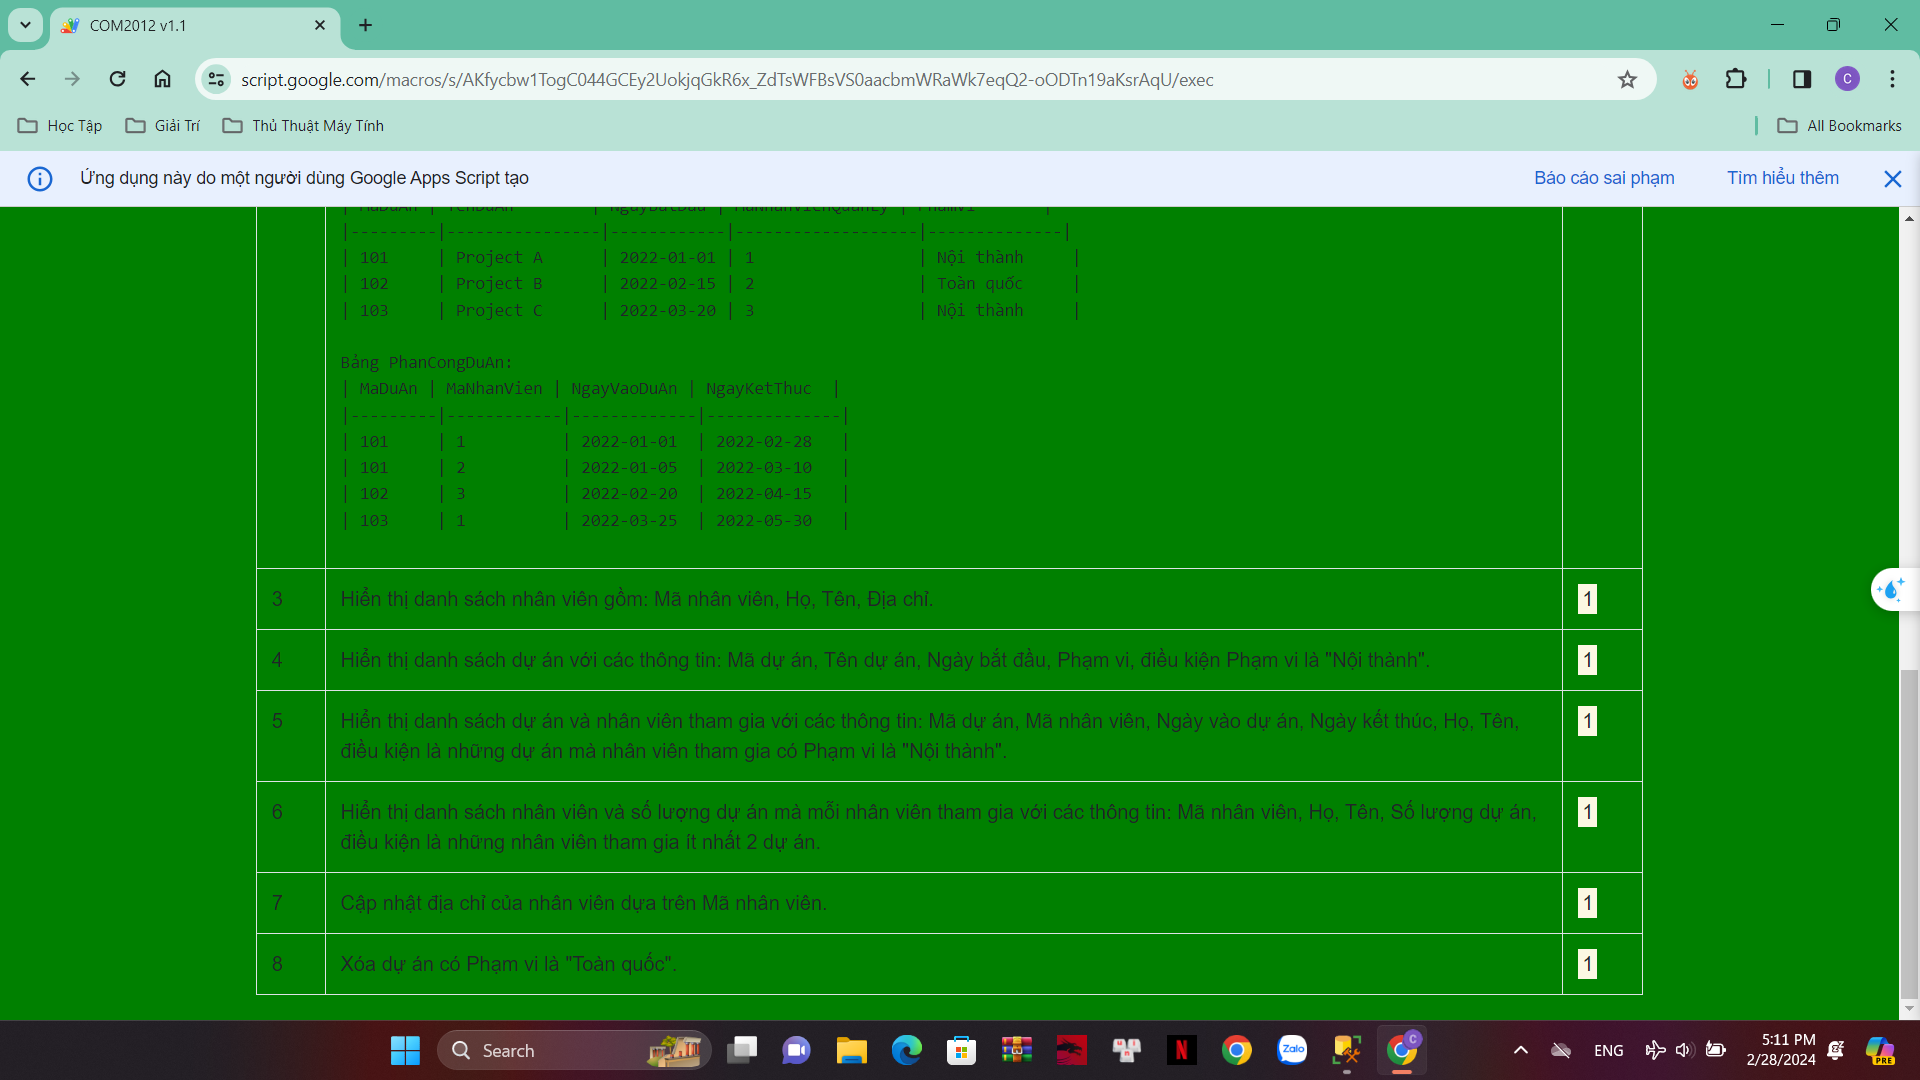 COM2012 v1.1
script.google.com/macros/s/AKfycbw1TogC044GCEy2UokjqGkR6x_ZdTsWFBsVS0aacbmWRaWk7eqQ2-oODTn19aKsrAqU/exec
C
Học Tập
Giải Trí
Thủ Thuật Máy Tính
All Bookmarks
Ứng dụng này do một người dùng Google Apps Script tạo
Báo cáo sai phạm
Tìm hiểu thêm
| MaDuAn | TenDuAn | NgayBatDau | MaNhanVienQuanLy | PhamVi |
|---------|----------------|------------|-------------------|--------------|
| 101 | Project A | 2022-01-01 | 1 | Nội thành |
| 102 | Project B | 2022-02-15 | 2 | Toàn quốc |
| 103 | Project C | 2022-03-20 | 3 | Nội thành |
Bảng PhanCongDuAn:
| MaDuAn | MaNhanVien | NgayVaoDuAn | NgayKetThuc |
|---------|------------|-------------|--------------|
| 101 | 1 | 2022-01-01 | 2022-02-28 |
| 101 | 2 | 2022-01-05 | 2022-03-10 |
| 102 | 3 | 2022-02-20 | 2022-04-15 |
| 103 | 1 | 2022-03-25 | 2022-05-30 |
3 Hiển thị danh sách nhân viên gồm: Mã nhân viên, Họ, Tên, Địa chỉ. 1
4 Hiển thị danh sách dự án với các thông tin: Mã dự án, Tên dự án, Ngày bắt đầu, Phạm vi, điều kiện Phạm vi là "Nội thành". 1
5 Hiển thị danh sách dự án và nhân viên tham gia với các thông tin: Mã dự án, Mã nhân viên, Ngày vào dự án, Ngày kết thúc, Họ, Tên, 1
điều kiện là những dự án mà nhân viên tham gia có Phạm vi là "Nội thành".
6 Hiển thị danh sách nhân viên và số lượng dự án mà mỗi nhân viên tham gia với các thông tin: Mã nhân viên, Họ, Tên, Số lượng dự án, 1
điều kiện là những nhân viên tham gia ít nhất 2 dự án.
7 Cập nhật địa chỉ của nhân viên dựa trên Mã nhân viên. 1
8 Xóa dự án có Phạm vi là "Toàn quốc". 1
Search
N
Zalo
C
ENG
5:11 PM
2/28/2024
PRE